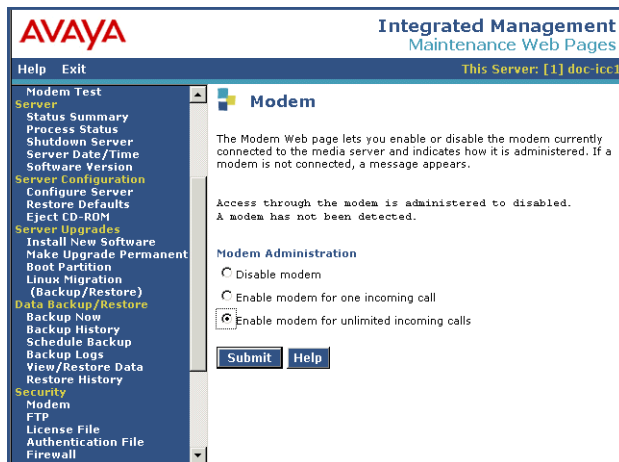 AVAYA
Integrated Management
Maintenance Web Pages
Help Exit
This Server: [1] doc-icc1
Modem Test
Server
Status Summary
Process Status
Shutdown Server
Server Date/Time
Software Version
Server Configuration
Configure Server
Restore Defaults
Eject CD-ROM
Server Upgrades
Install New Software
Make Upgrade Permanent
Boot Partition
Linux Migration
(Backup/Restore)
Data Backup/Restore
Backup Now
Backup History
Schedule Backup
Backup Logs
View/Restore Data
Restore History
Security
Modem
FTP
License File
Authentication File
Firewall
Modem
The Modem Web page lets you enable or disable the modem currently
connected to the media server and indicates how it is administered. If a
modem is not connected, a message appears.
Access through the modem is administered to disabled.
A modem has not been detected.
Modem Administration
Disable modem
Enable modem for one incoming call
Enable modem for unlimited incoming calls
Submit Help